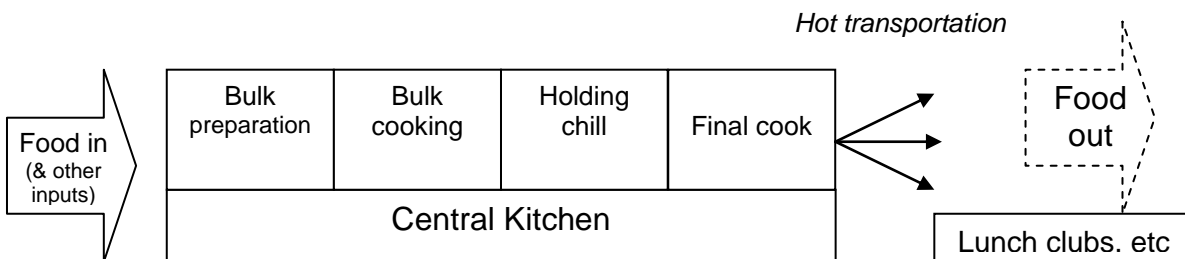 Hot transportation
Food in
(& other
inputs)
Bulk
preparation
Bulk
cooking
Holding
chill
Final cook
Central Kitchen
Food
out
Lunch clubs. etc